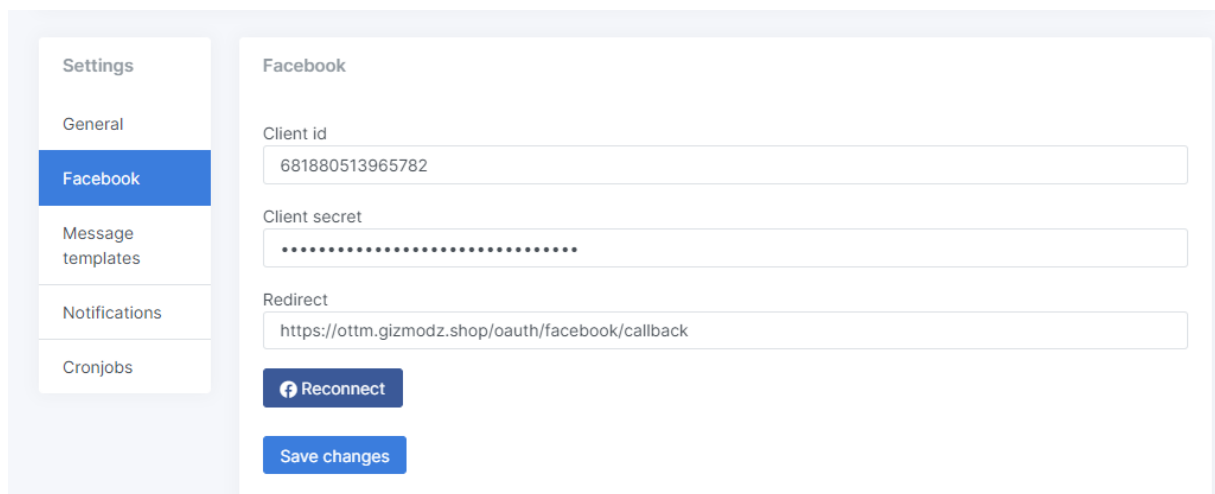 Settings
General
Facebook
Message
templates
Notifications
Cronjobs
Facebook
Client id
681880513965782
Client secret
••••••••••••••••••••••••••••••••
Redirect
https://ottm.gizmodz.shop/oauth/facebook/callback
Reconnect
Save changes